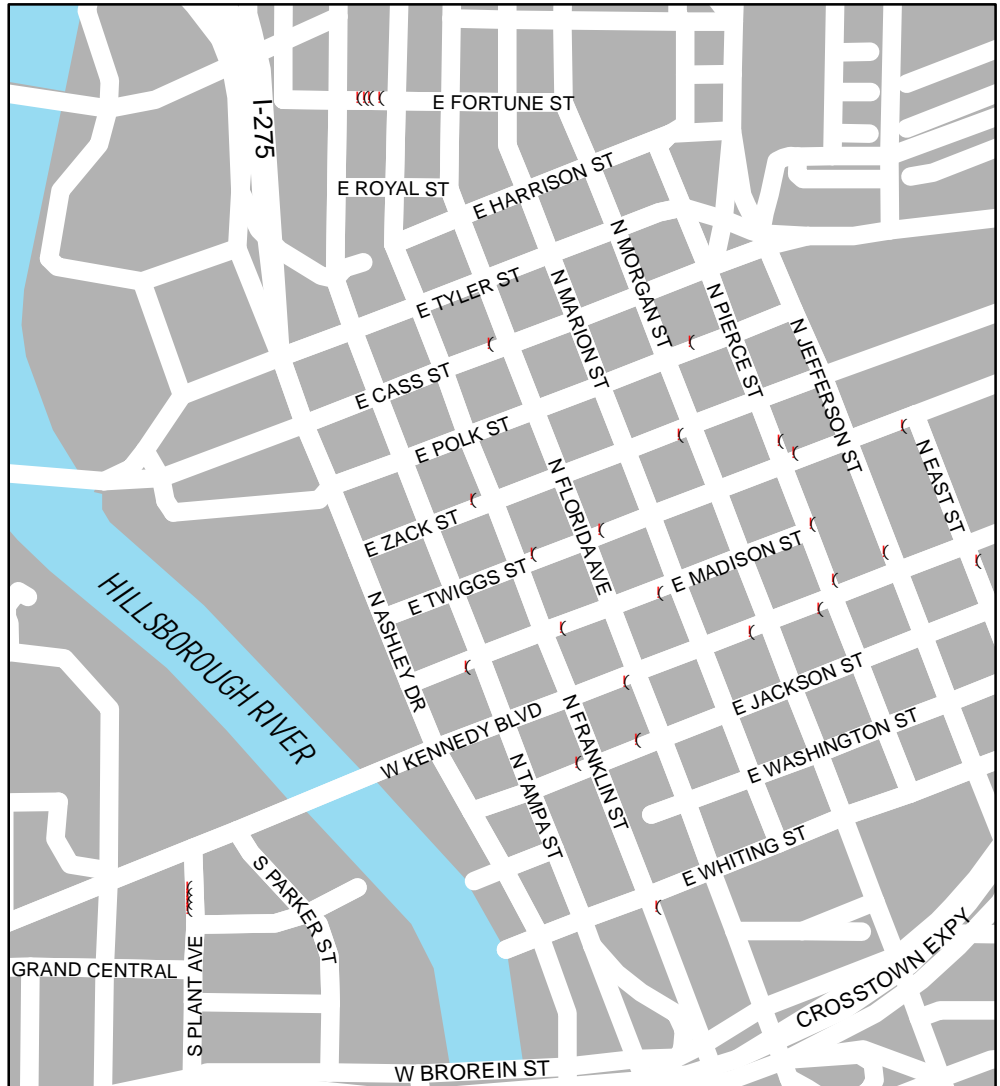 I-275
E FORTUNE ST
E ROYAL ST
E HARRISON ST
N MORGAN ST
E TYLER ST
N MARION ST
N PIERCE ST
N JEFFERSON ST
E CASS ST
E POLK ST
N EAST ST
N FLORIDA AVE
E ZACK ST
E TWIGGS ST
E MADISON ST
HILLSBOROUGH RIVER
N ASHLEY DR
E JACKSON ST
W KENNEDY BLVD
N FRANKLIN ST
E WASHINGTON ST
N TAMPA ST
E WHITING ST
S PARKER ST
CROSSTOWN EXPY
GRAND CENTRAL
S PLANT AVE
W BROREIN ST